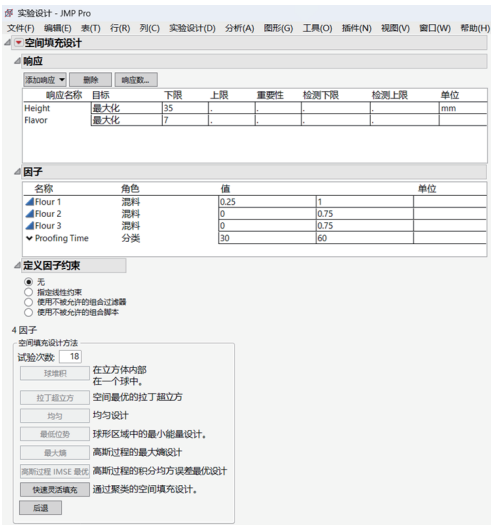 实验设计 - JMP Pro
文件(F) 编辑(E) 表(T) 行(R) 列(C) 实验设计(D) 分析(A) 图形(G) 工具(O) 插件(N) 视图(V) 窗口(W) 帮助(H)
空间填充设计
响应
添加响应 删除 响应数...
响应名称 目标 下限 上限 重要性 检测下限 检测上限 单位
Height 最大化 35 . . . . mm
Flavor 最大化 7 . . . .
因子
名称 角色 值 单位
Flour 1 混料 0.25 1
Flour 2 混料 0 0.75
Flour 3 混料 0 0.75
Proofing Time 分类 30 60
定义因子约束
无
指定线性约束
使用不被允许的组合过滤器
使用不被允许的组合脚本
4 因子
空间填充设计方法
试验次数: 18
球堆积 在立方体内部
在一个球中。
拉丁超立方 空间最优的拉丁超立方
均匀 均匀设计
最低位势 球形区域中的最小能量设计。
最大熵 高斯过程的最大熵设计
高斯过程 IMSE 最优 高斯过程的积分均方误差最优设计
快速灵活填充 通过聚类的空间填充设计。
后退